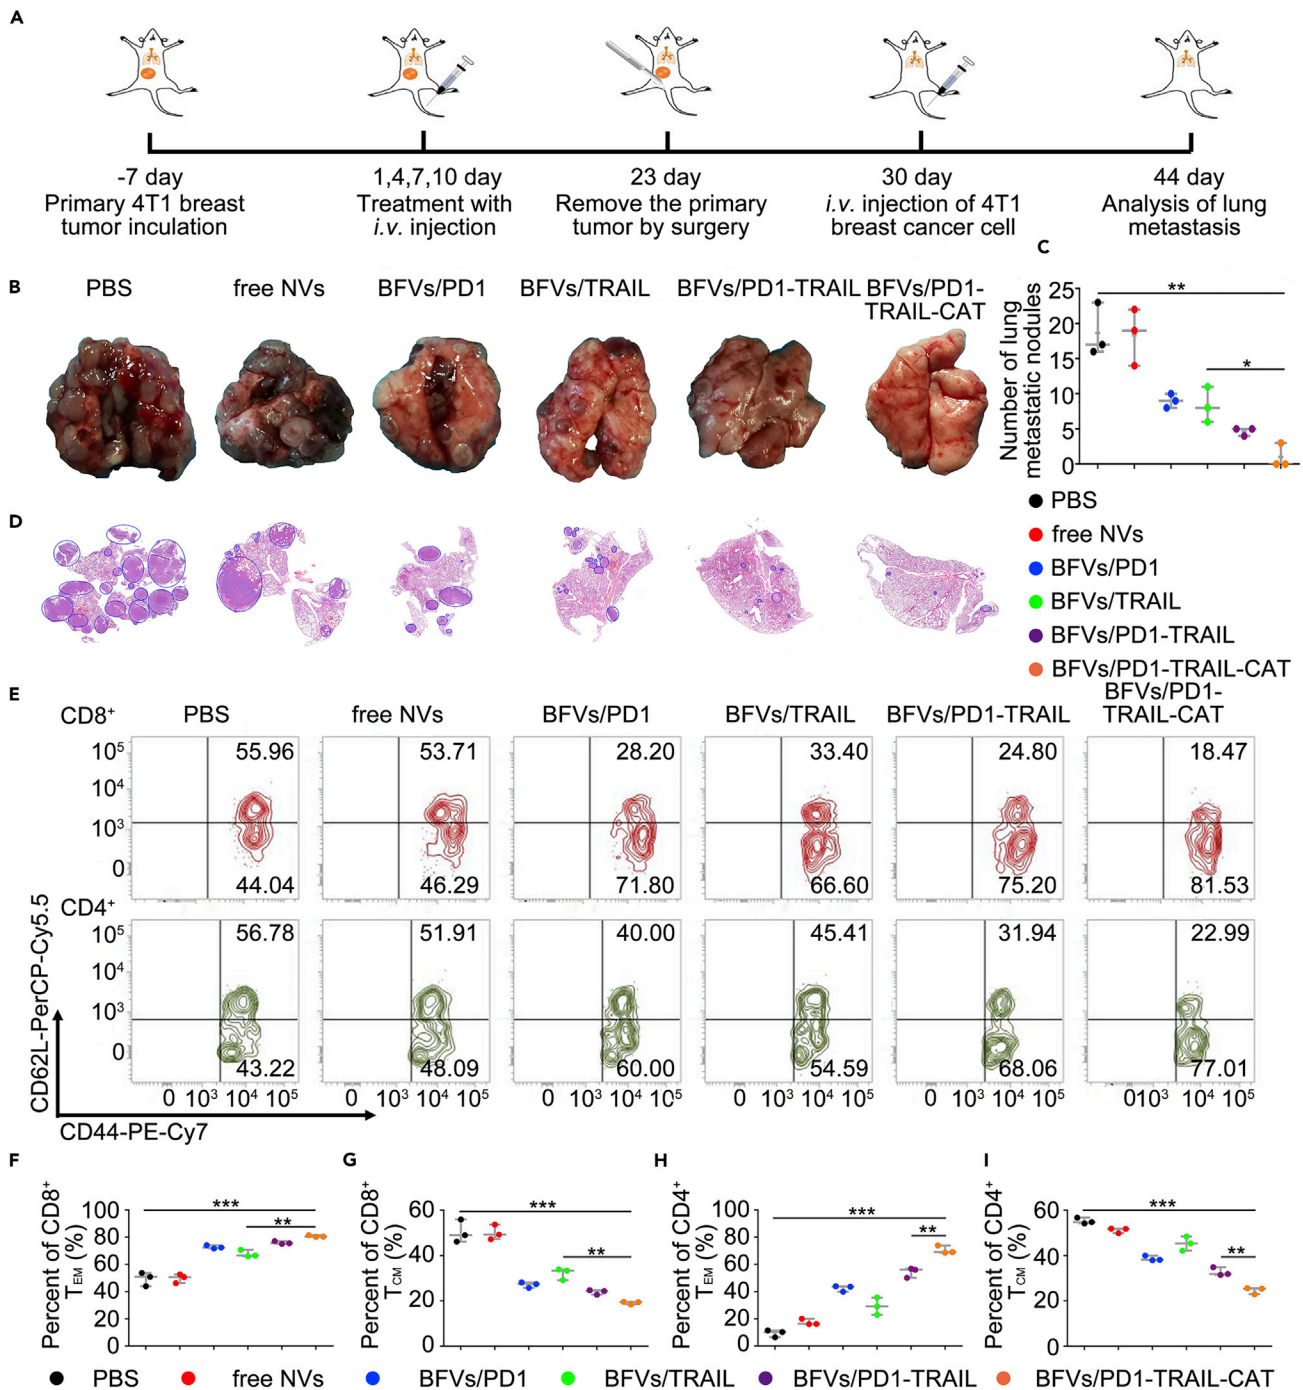 A
-7 day
Primary 4T1 breast
tumor inoculation
1,4,7,10 day
Treatment with
i.v. injection
23 day
Remove the primary
tumor by surgery
30 day
i.v. injection of 4T1
breast cancer cell
44 day
Analysis of lung
metastasis
B
PBS
free NVs
BFVs/PD1
BFVs/TRAIL
BFVs/PD1-TRAIL
BFVs/PD1-
TRAIL-CAT
C
Number of lung
metastatic nodules
25
20
15
10
5
0
**
*
PBS
free NVs
BFVs/PD1
BFVs/TRAIL
BFVs/PD1-TRAIL
BFVs/PD1-TRAIL-CAT
D
E
PBS
free NVs
BFVs/PD1
BFVs/TRAIL
BFVs/PD1-TRAIL
BFVs/PD1-
TRAIL-CAT
CD8⁺
10⁵
10⁴
10³
0
55.96
44.04
53.71
46.29
28.20
71.80
33.40
66.60
24.80
75.20
18.47
81.53
CD4⁺
10⁵
10⁴
10³
0
56.78
43.22
51.91
48.09
40.00
60.00
45.41
54.59
31.94
68.06
22.99
77.01
0 10³ 10⁴ 10⁵
0 10³ 10⁴ 10⁵
0 10³ 10⁴ 10⁵
0 10³ 10⁴ 10⁵
0 10³ 10⁴ 10⁵
010³ 10⁴ 10⁵
CD62L-PerCP-Cy5.5
CD44-PE-Cy7
F
Percent of CD8⁺
T_EM (%)
100
80
60
40
20
0
***
**
G
Percent of CD8⁺
T_CM (%)
60
40
20
0
***
**
H
Percent of CD4⁺
T_EM (%)
100
80
60
40
20
0
***
**
I
Percent of CD4⁺
T_CM (%)
60
40
20
0
***
**
PBS
free NVs
BFVs/PD1
BFVs/TRAIL
BFVs/PD1-TRAIL
BFVs/PD1-TRAIL-CAT